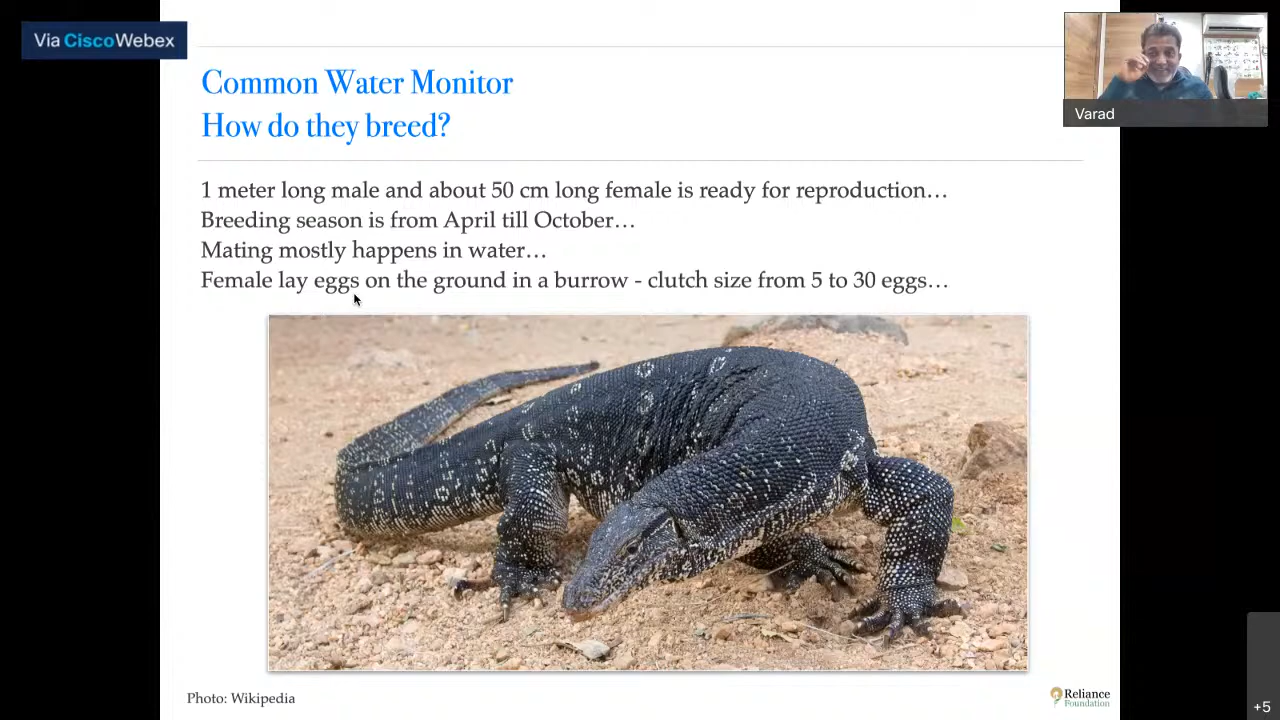 Via CiscoWebex
Common Water Monitor
How do they breed?
Varad
1 meter long male and about 50 cm long female is ready for reproduction…
Breeding season is from April till October…
Mating mostly happens in water…
Female lay eggs on the ground in a burrow - clutch size from 5 to 30 eggs…
Photo: Wikipedia
Reliance
Foundation
+5